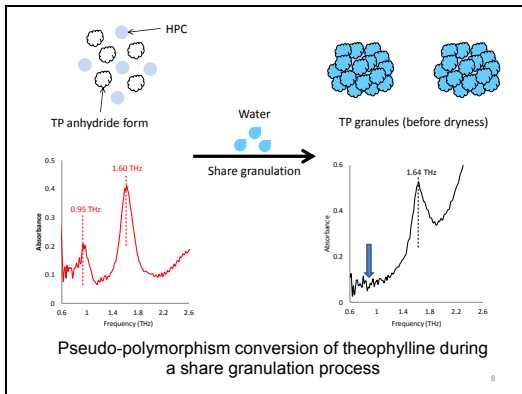 HPC
TP anhydride form
Water
Share granulation
TP granules (before dryness)
0.5
0.4
0.3
0.2
0.1
0
Absorbance
0.95 THz
1.60 THz
0.6 1 1.4 1.8 2.2 2.6
Frequency (THz)
0.6
0.4
0.2
0
Absorbance
1.64 THz
0.6 1 1.4 1.8 2.2 2.6
Frequency (THz)
Pseudo-polymorphism conversion of theophylline during
a share granulation process
8